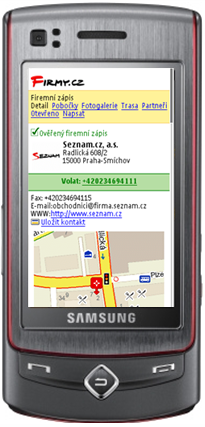 Firmy.cz
Firemní zápis
Detail Pobočky Fotogalerie Trasa Partneři
Otevřeno Napsat
Ověřený firemní zápis
Seznam.cz, a.s.
Seznam
Radlická 608/2
15000 Praha-Smíchov
Volat: +420234694111
Fax: +420234694115
E-mail:obchodnici@firma.seznam.cz
WWW:http://www.seznam.cz
Uložit kontakt
dlická
Plze
SAMSUNG